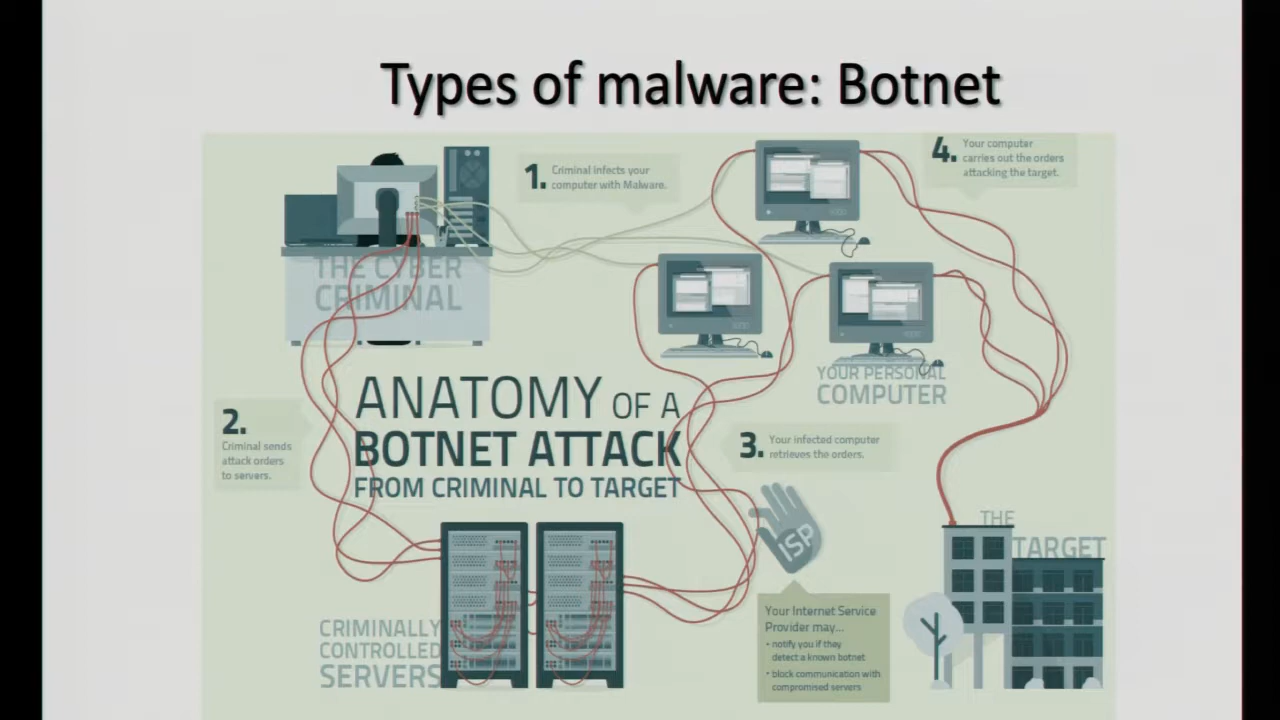 Types of malware: Botnet
1. Criminal infects your
computer with Malware.
4. Your computer
carries out the orders
attacking the target.
THE CYBER
CRIMINAL
YOUR PERSONAL
COMPUTER
ANATOMY OF A
BOTNET ATTACK
FROM CRIMINAL TO TARGET
2.
Criminal sends
attack orders
to servers.
3. Your infected computer
retrieves the orders.
ISP
THE
TARGET
Your Internet Service
Provider may...
• notify you if they
detect a known botnet
• block communication with
compromised servers
CRIMINALLY
CONTROLLED
SERVERS